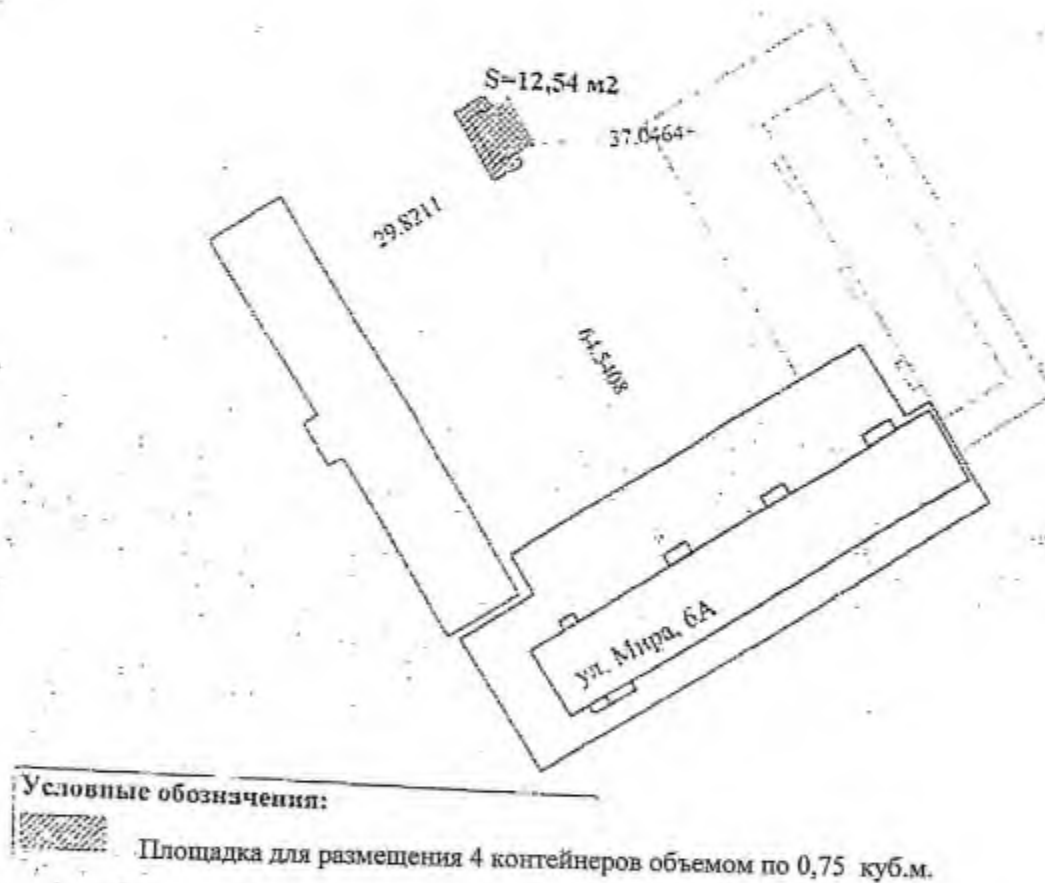 S=12,54 м2
37.0464
29.8211
64.5408
ул. Мира, 6А
Условные обозначения:
Площадка для размещения 4 контейнеров объемом по 0,75 куб.м.